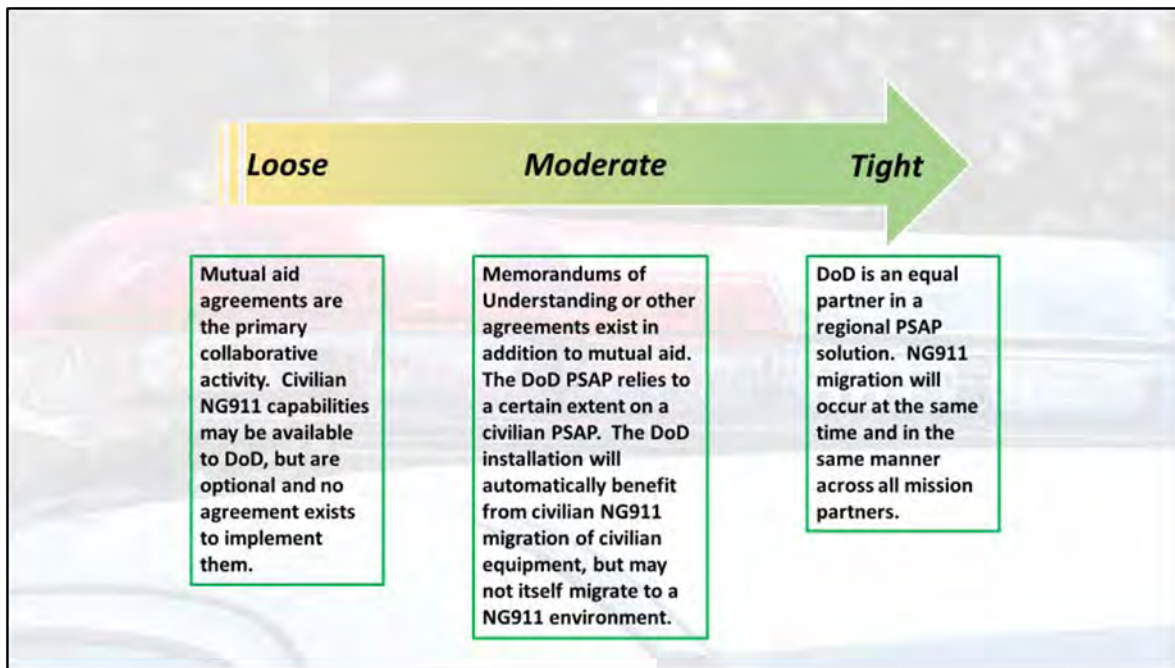 Loose
Moderate
Tight
Mutual aid
agreements are
the primary
collaborative
activity.  Civilian
NG911 capabilities
may be available
to DoD, but are
optional and no
agreement exists
to implement
them.
Memorandums of
Understanding or other
agreements exist in
addition to mutual aid.
The DoD PSAP relies to
a certain extent on a
civilian PSAP.  The DoD
installation will
automatically benefit
from civilian NG911
migration of civilian
equipment, but may
not itself migrate to a
NG911 environment.
DoD is an equal
partner in a
regional PSAP
solution.  NG911
migration will
occur at the same
time and in the
same manner
across all mission
partners.